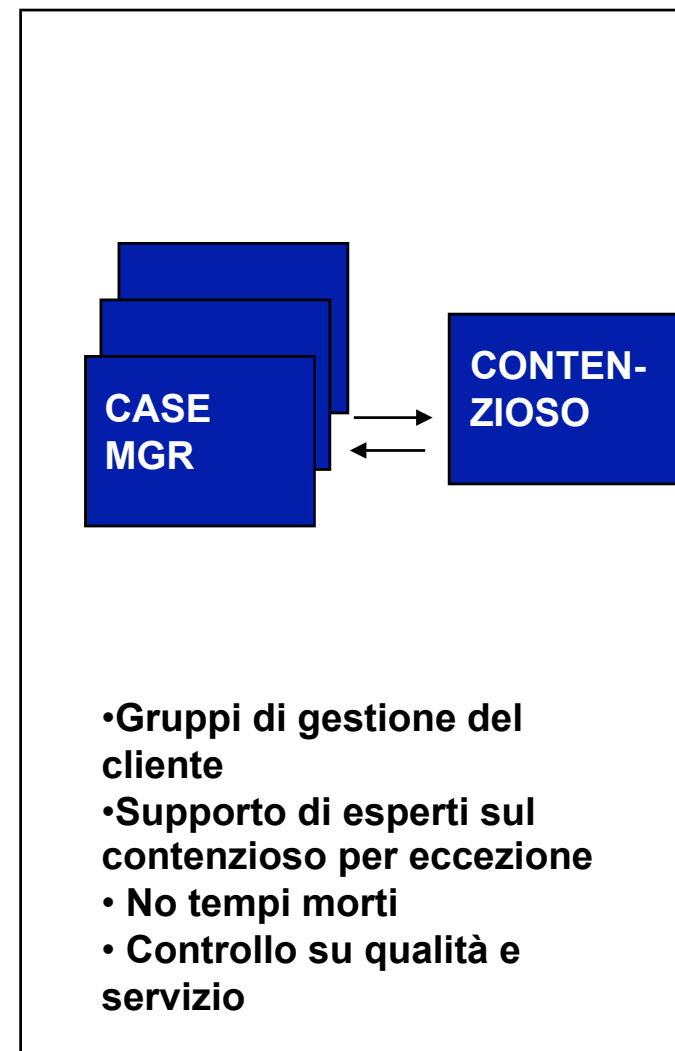 CASE
MGR
CONTEN-
ZIOSO
•Gruppi di gestione del
cliente
•Supporto di esperti sul
contenzioso per eccezione
• No tempi morti
• Controllo su qualità e
servizio